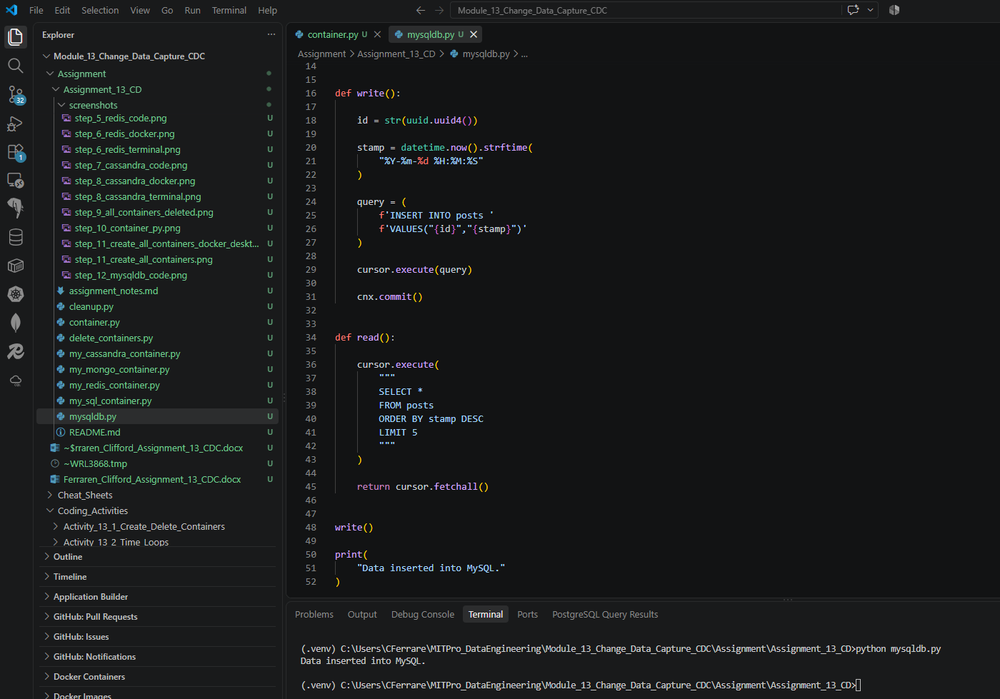 File Edit Selection View Go Run Terminal Help
Module_13_Change_Data_Capture_CDC
Explorer
Module_13_Change_Data_Capture_CDC
Assignment
Assignment_13_CD
screenshots
step_5_redis_code.png U
step_6_redis_docker.png U
step_6_redis_terminal.png U
step_7_cassandra_code.png U
step_8_cassandra_docker.png U
step_8_cassandra_terminal.png U
step_9_all_containers_deleted.png U
step_10_container_py.png U
step_11_create_all_containers_docker_deskt... U
step_11_create_all_containers.png U
step_12_mysqldb_code.png U
assignment_notes.md U
cleanup.py U
container.py U
delete_containers.py U
my_cassandra_container.py U
my_mongo_container.py U
my_redis_container.py U
my_sql_container.py U
mysqldb.py U
README.md U
~$rraren_Clifford_Assignment_13_CDC.docx U
~WRL3868.tmp U
Ferraren_Clifford_Assignment_13_CDC.docx U
Cheat_Sheets
Coding_Activities
Activity_13_1_Create_Delete_Containers
Activity_13_2_Time_Loops
Outline
Timeline
Application Builder
GitHub: Pull Requests
GitHub: Issues
GitHub: Notifications
Docker Containers
Docker Images
32
1
CQL
container.py U
mysqldb.py U
Assignment > Assignment_13_CD > mysqldb.py > ...
14
15
16 def write():
17
18 id = str(uuid.uuid4())
19
20 stamp = datetime.now().strftime(
21 "%Y-%m-%d %H:%M:%S"
22 )
23
24 query = (
25 f'INSERT INTO posts '
26 f'VALUES("{id}","{stamp}")'
27 )
28
29 cursor.execute(query)
30
31 cnx.commit()
32
33
34 def read():
35
36 cursor.execute(
37 """
38 SELECT *
39 FROM posts
40 ORDER BY stamp DESC
41 LIMIT 5
42 """
43 )
44
45 return cursor.fetchall()
46
47
48 write()
49
50 print(
51 "Data inserted into MySQL."
52 )
Problems Output Debug Console Terminal Ports PostgreSQL Query Results
(.venv) C:\Users\CFerrare\MITPro_DataEngineering\Module_13_Change_Data_Capture_CDC\Assignment\Assignment_13_CD>python mysqldb.py
Data inserted into MySQL.
(.venv) C:\Users\CFerrare\MITPro_DataEngineering\Module_13_Change_Data_Capture_CDC\Assignment\Assignment_13_CD>